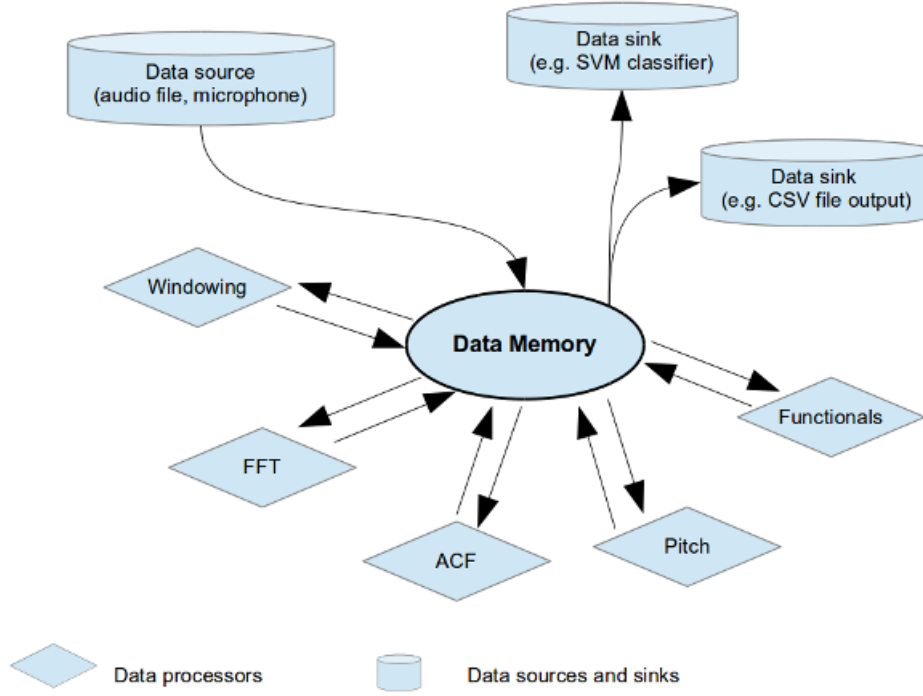 Data source
(audio file, microphone)
Data sink
(e.g. SVM classifier)
Data sink
(e.g. CSV file output)
Windowing
Data Memory
Functionals
FFT
ACF
Pitch
Data processors
Data sources and sinks